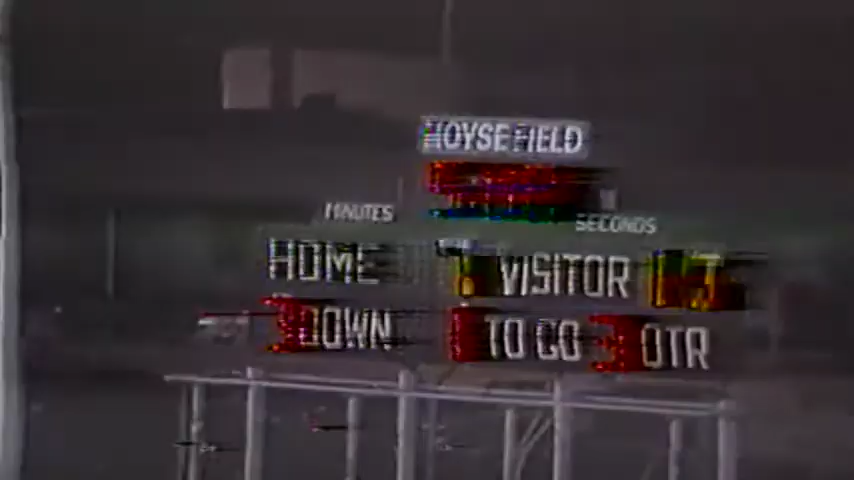 HOYSE FIELD
MINUTES SECONDS
HOME VISITOR
DOWN TO GO QTR